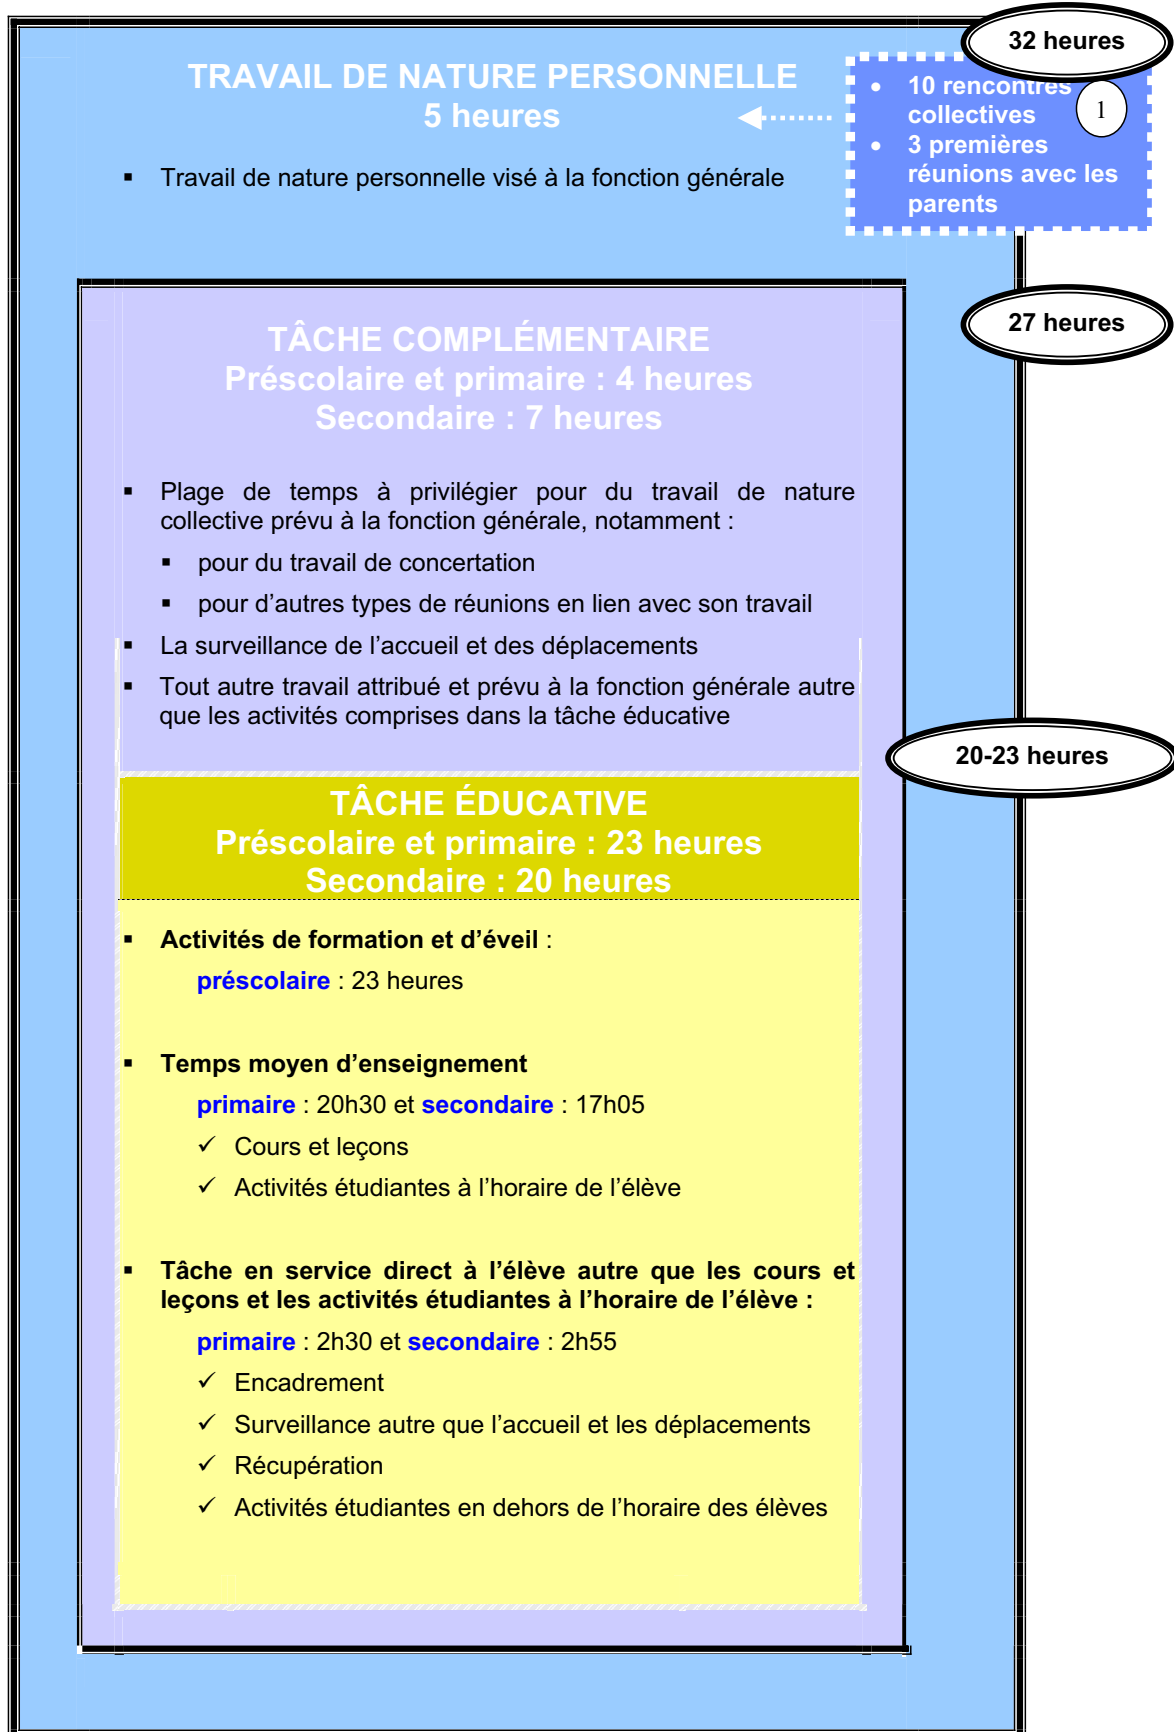 32 heures
TRAVAIL DE NATURE PERSONNELLE
5 heures
• 10 rencontres
collectives
1
• 3 premières
réunions avec les
parents
▪ Travail de nature personnelle visé à la fonction générale
27 heures
TÂCHE COMPLÉMENTAIRE
Préscolaire et primaire : 4 heures
Secondaire : 7 heures
▪ Plage de temps à privilégier pour du travail de nature
collective prévu à la fonction générale, notamment :
▪ pour du travail de concertation
▪ pour d’autres types de réunions en lien avec son travail
▪ La surveillance de l’accueil et des déplacements
▪ Tout autre travail attribué et prévu à la fonction générale autre
que les activités comprises dans la tâche éducative
20-23 heures
TÂCHE ÉDUCATIVE
Préscolaire et primaire : 23 heures
Secondaire : 20 heures
▪ Activités de formation et d’éveil :
préscolaire : 23 heures
▪ Temps moyen d’enseignement
primaire : 20h30 et secondaire : 17h05
✓ Cours et leçons
✓ Activités étudiantes à l’horaire de l’élève
▪ Tâche en service direct à l’élève autre que les cours et
leçons et les activités étudiantes à l’horaire de l’élève :
primaire : 2h30 et secondaire : 2h55
✓ Encadrement
✓ Surveillance autre que l’accueil et les déplacements
✓ Récupération
✓ Activités étudiantes en dehors de l’horaire des élèves